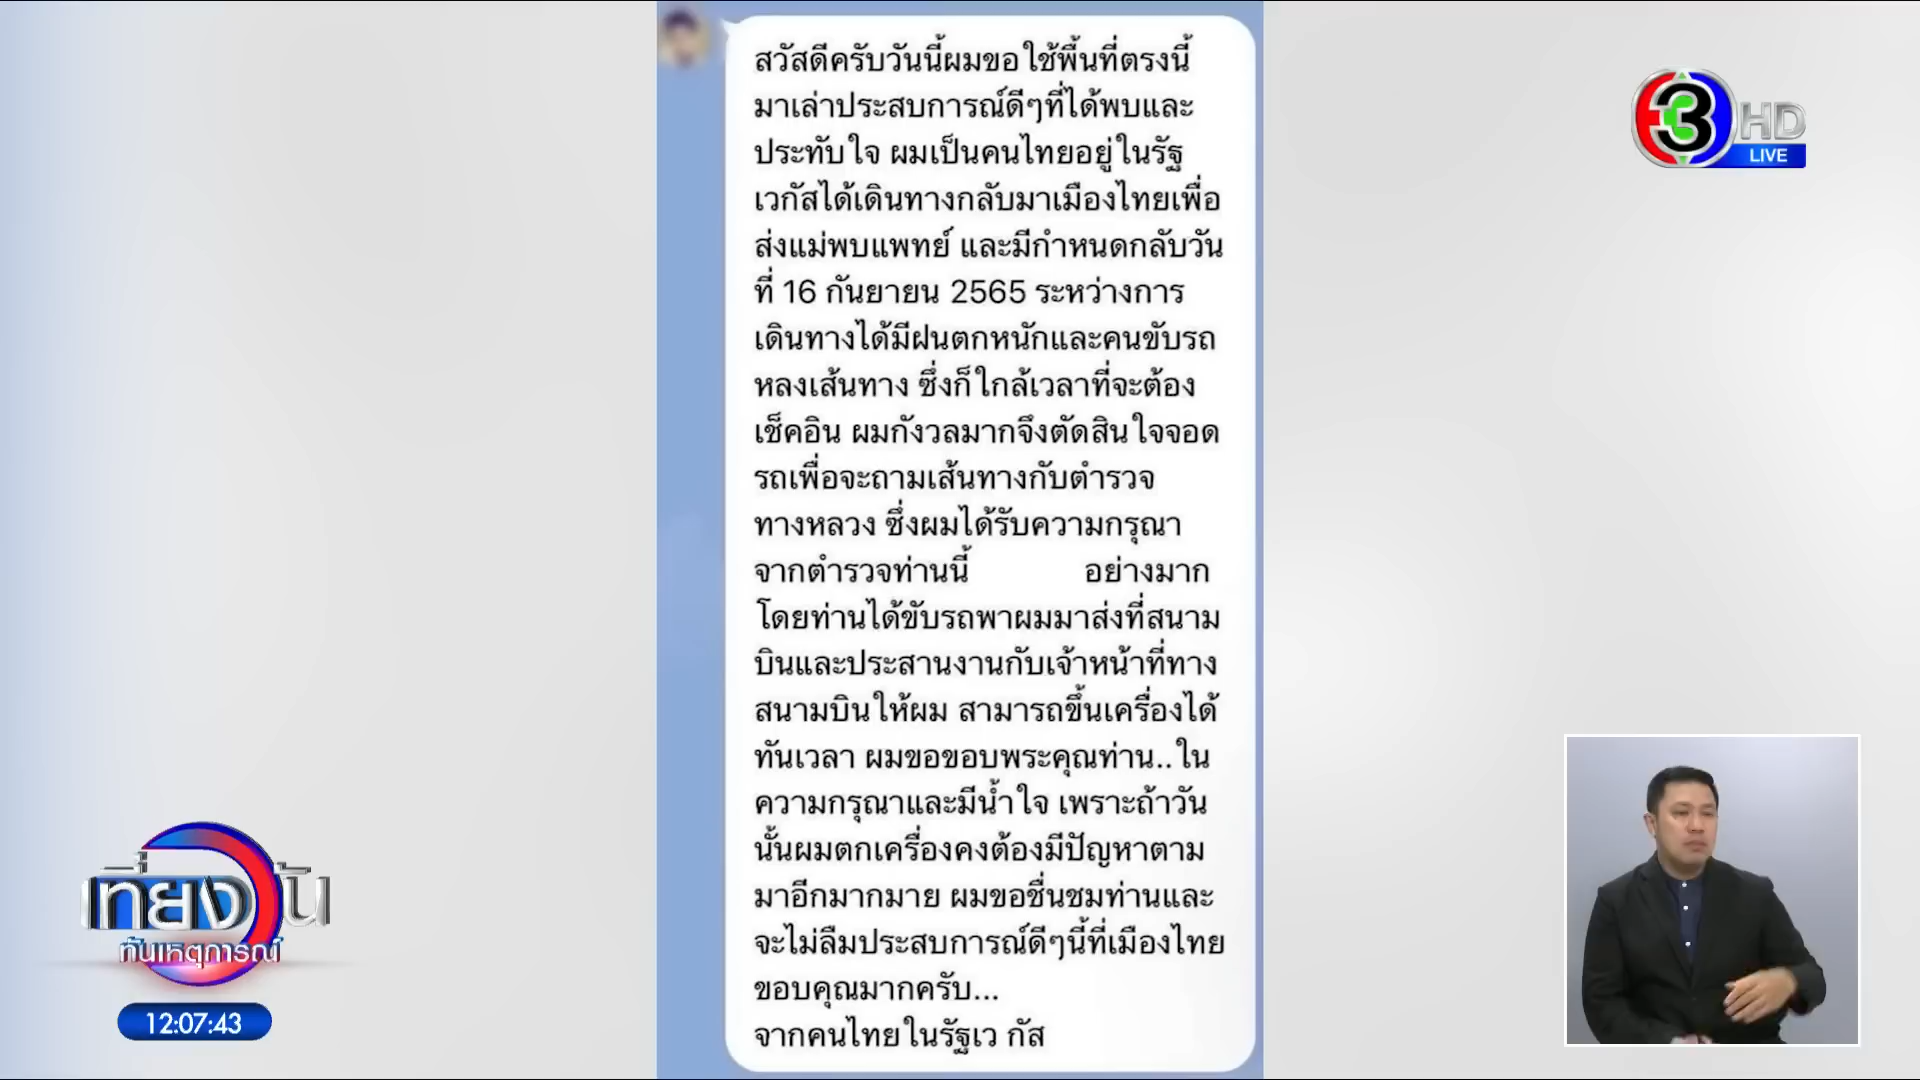 สวัสดีครับวันนี้ผมขอใช้พื้นที่ตรงนี้
มาเล่าประสบการณ์ดีๆที่ได้พบและ
ประทับใจ ผมเป็นคนไทยอยู่ในรัฐ
เวกัสได้เดินทางกลับมาเมืองไทยเพื่อ
ส่งแม่พบแพทย์ และมีกำหนดกลับวัน
ที่ 16 กันยายน 2565 ระหว่างการ
เดินทางได้มีฝนตกหนักและคนขับรถ
หลงเส้นทาง ซึ่งก็ใกล้เวลาที่จะต้อง
เช็คอิน ผมกังวลมากจึงตัดสินใจจอด
รถเพื่อจะถามเส้นทางกับตำรวจ
ทางหลวง ซึ่งผมได้รับความกรุณา
จากตำรวจท่านนี้ อย่างมาก
โดยท่านได้ขับรถพาผมมาส่งที่สนาม
บินและประสานงานกับเจ้าหน้าที่ทาง
สนามบินให้ผม สามารถขึ้นเครื่องได้
ทันเวลา ผมขอขอบพระคุณท่าน..ใน
ความกรุณาและมีน้ำใจ เพราะถ้าวัน
นั้นผมตกเครื่องคงต้องมีปัญหาตาม
มาอีกมากมาย ผมขอชื่นชมท่านและ
จะไม่ลืมประสบการณ์ดีๆนี้ที่เมืองไทย
ขอบคุณมากครับ...
จากคนไทยในรัฐเว กัส
3 HD
LIVE
เที่ยงวัน
ทันเหตุการณ์
12:07:43